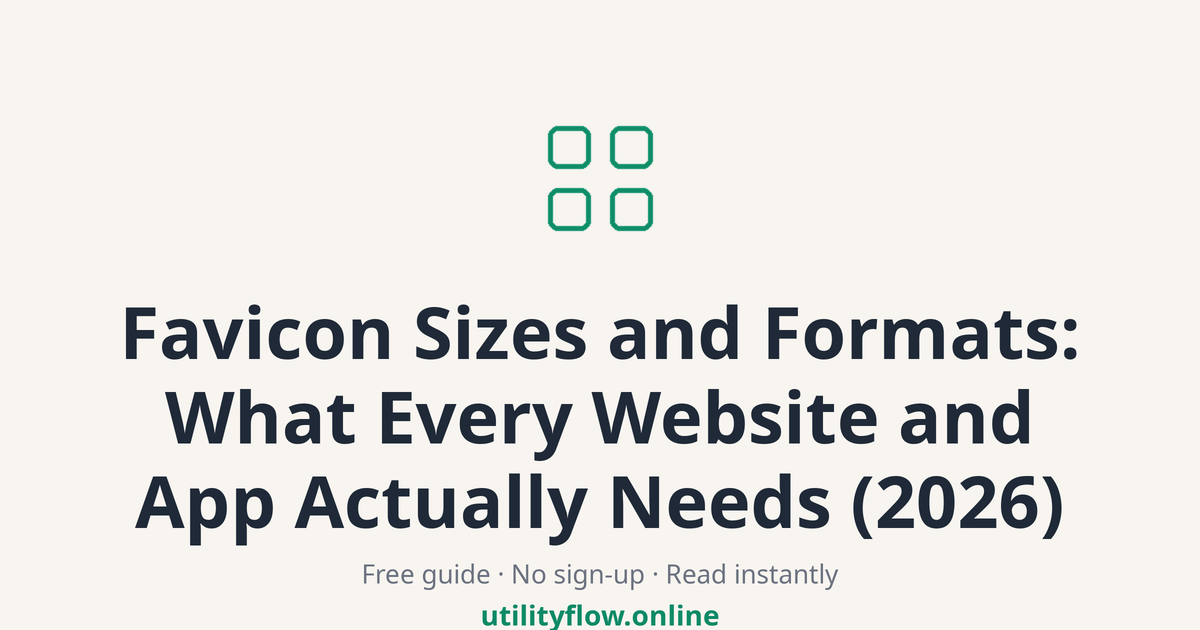 Favicon Sizes and Formats:
What Every Website and
App Actually Needs (2026)
Free guide · No sign-up · Read instantly
utilityflow.online